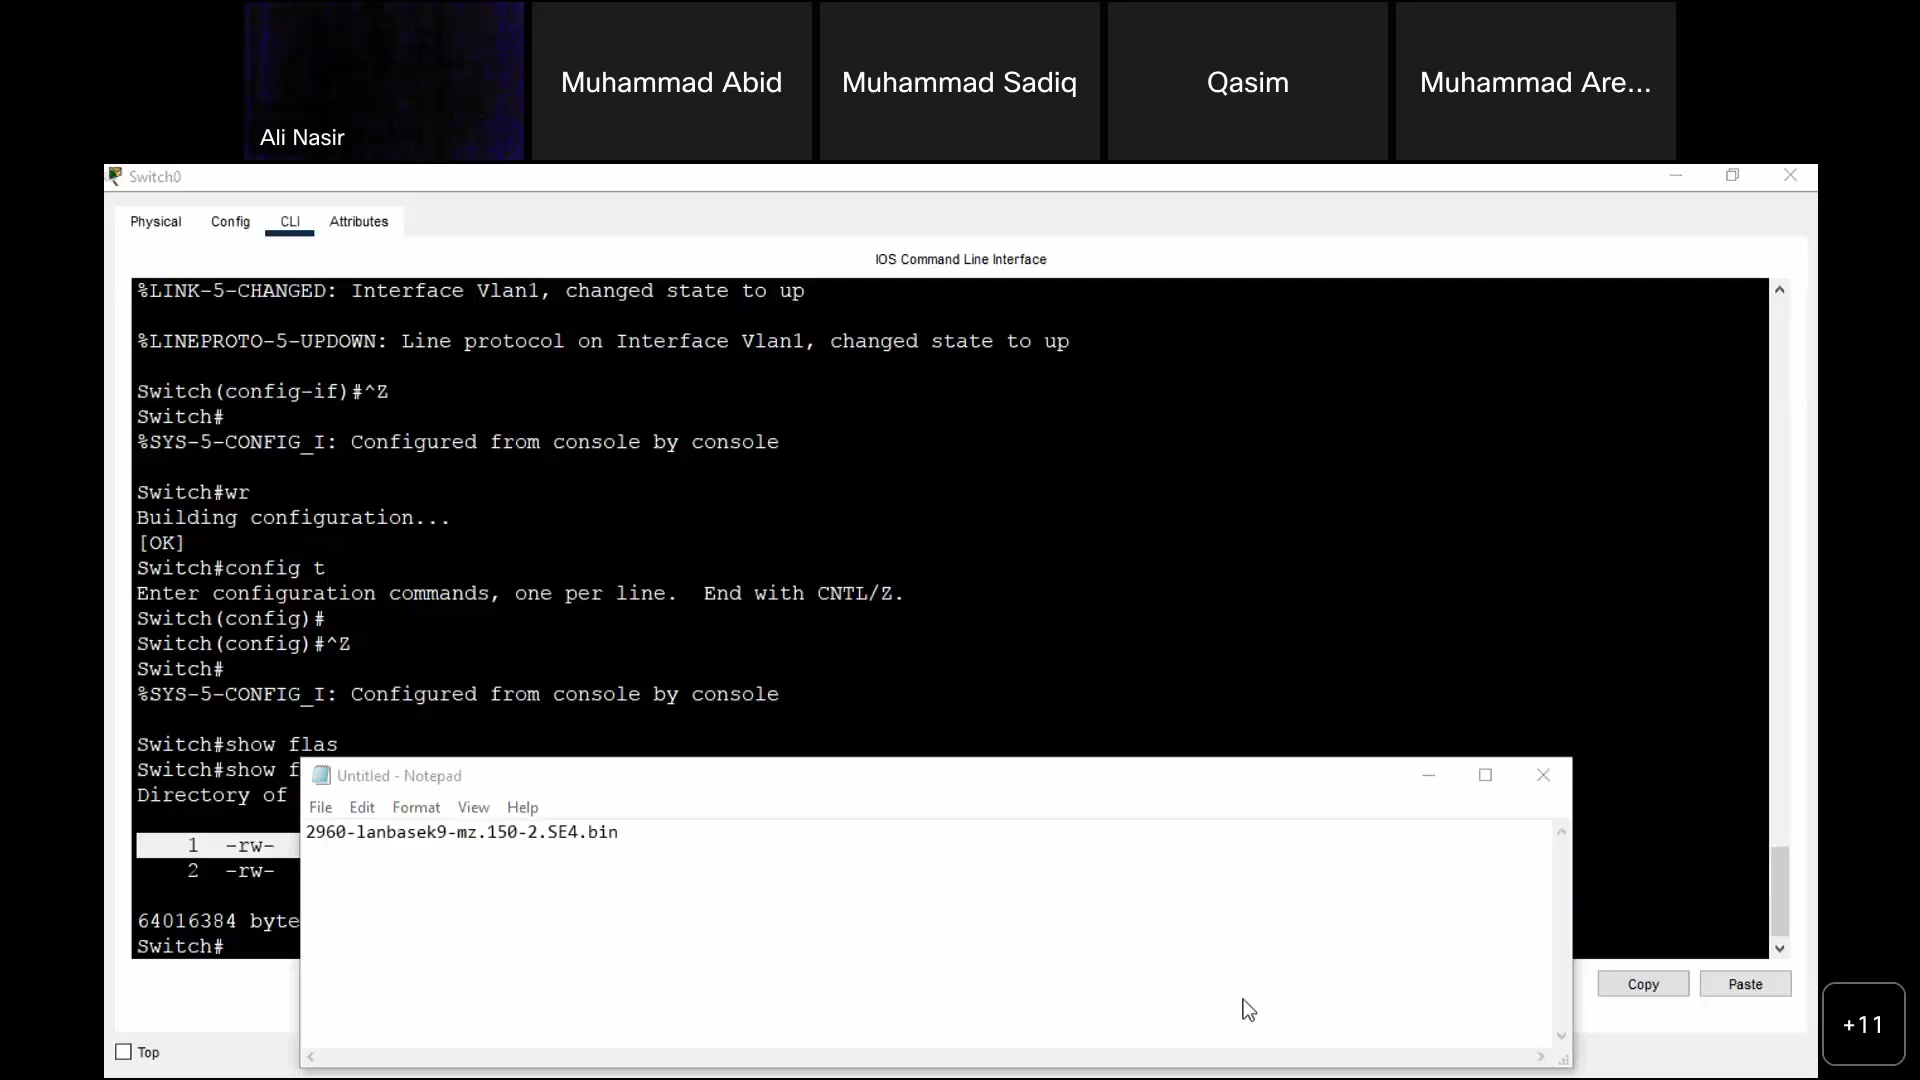 Ali Nasir
Muhammad Abid
Muhammad Sadiq
Qasim
Muhammad Are...
Switch0
Physical Config CLI Attributes
IOS Command Line Interface
%LINK-5-CHANGED: Interface Vlan1, changed state to up
%LINEPROTO-5-UPDOWN: Line protocol on Interface Vlan1, changed state to up
Switch(config-if)#^Z
Switch#
%SYS-5-CONFIG_I: Configured from console by console
Switch#wr
Building configuration...
[OK]
Switch#config t
Enter configuration commands, one per line.  End with CNTL/Z.
Switch(config)#
Switch(config)#^Z
Switch#
%SYS-5-CONFIG_I: Configured from console by console
Switch#show flas
Switch#show f
Directory of
1 -rw-
2 -rw-
64016384 byte
Switch#
Untitled - Notepad
File Edit Format View Help
2960-lanbasek9-mz.150-2.SE4.bin
Copy Paste
Top
+11